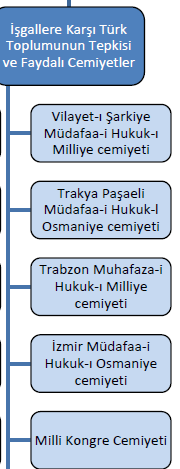 İşgallere Karşı Türk
Toplumunun Tepkisi
ve Faydalı Cemiyetler
Vilayet-ı Şarkiye
Müdafaa-i Hukuk-ı
Milliye cemiyeti
Trakya Paşaeli
Müdafaa-i Hukuk-I
Osmaniye cemiyeti
Trabzon Muhafaza-i
Hukuk-ı Milliye
cemiyeti
İzmir Müdafaa-i
Hukuk-ı Osmaniye
cemiyeti
Milli Kongre Cemiyeti